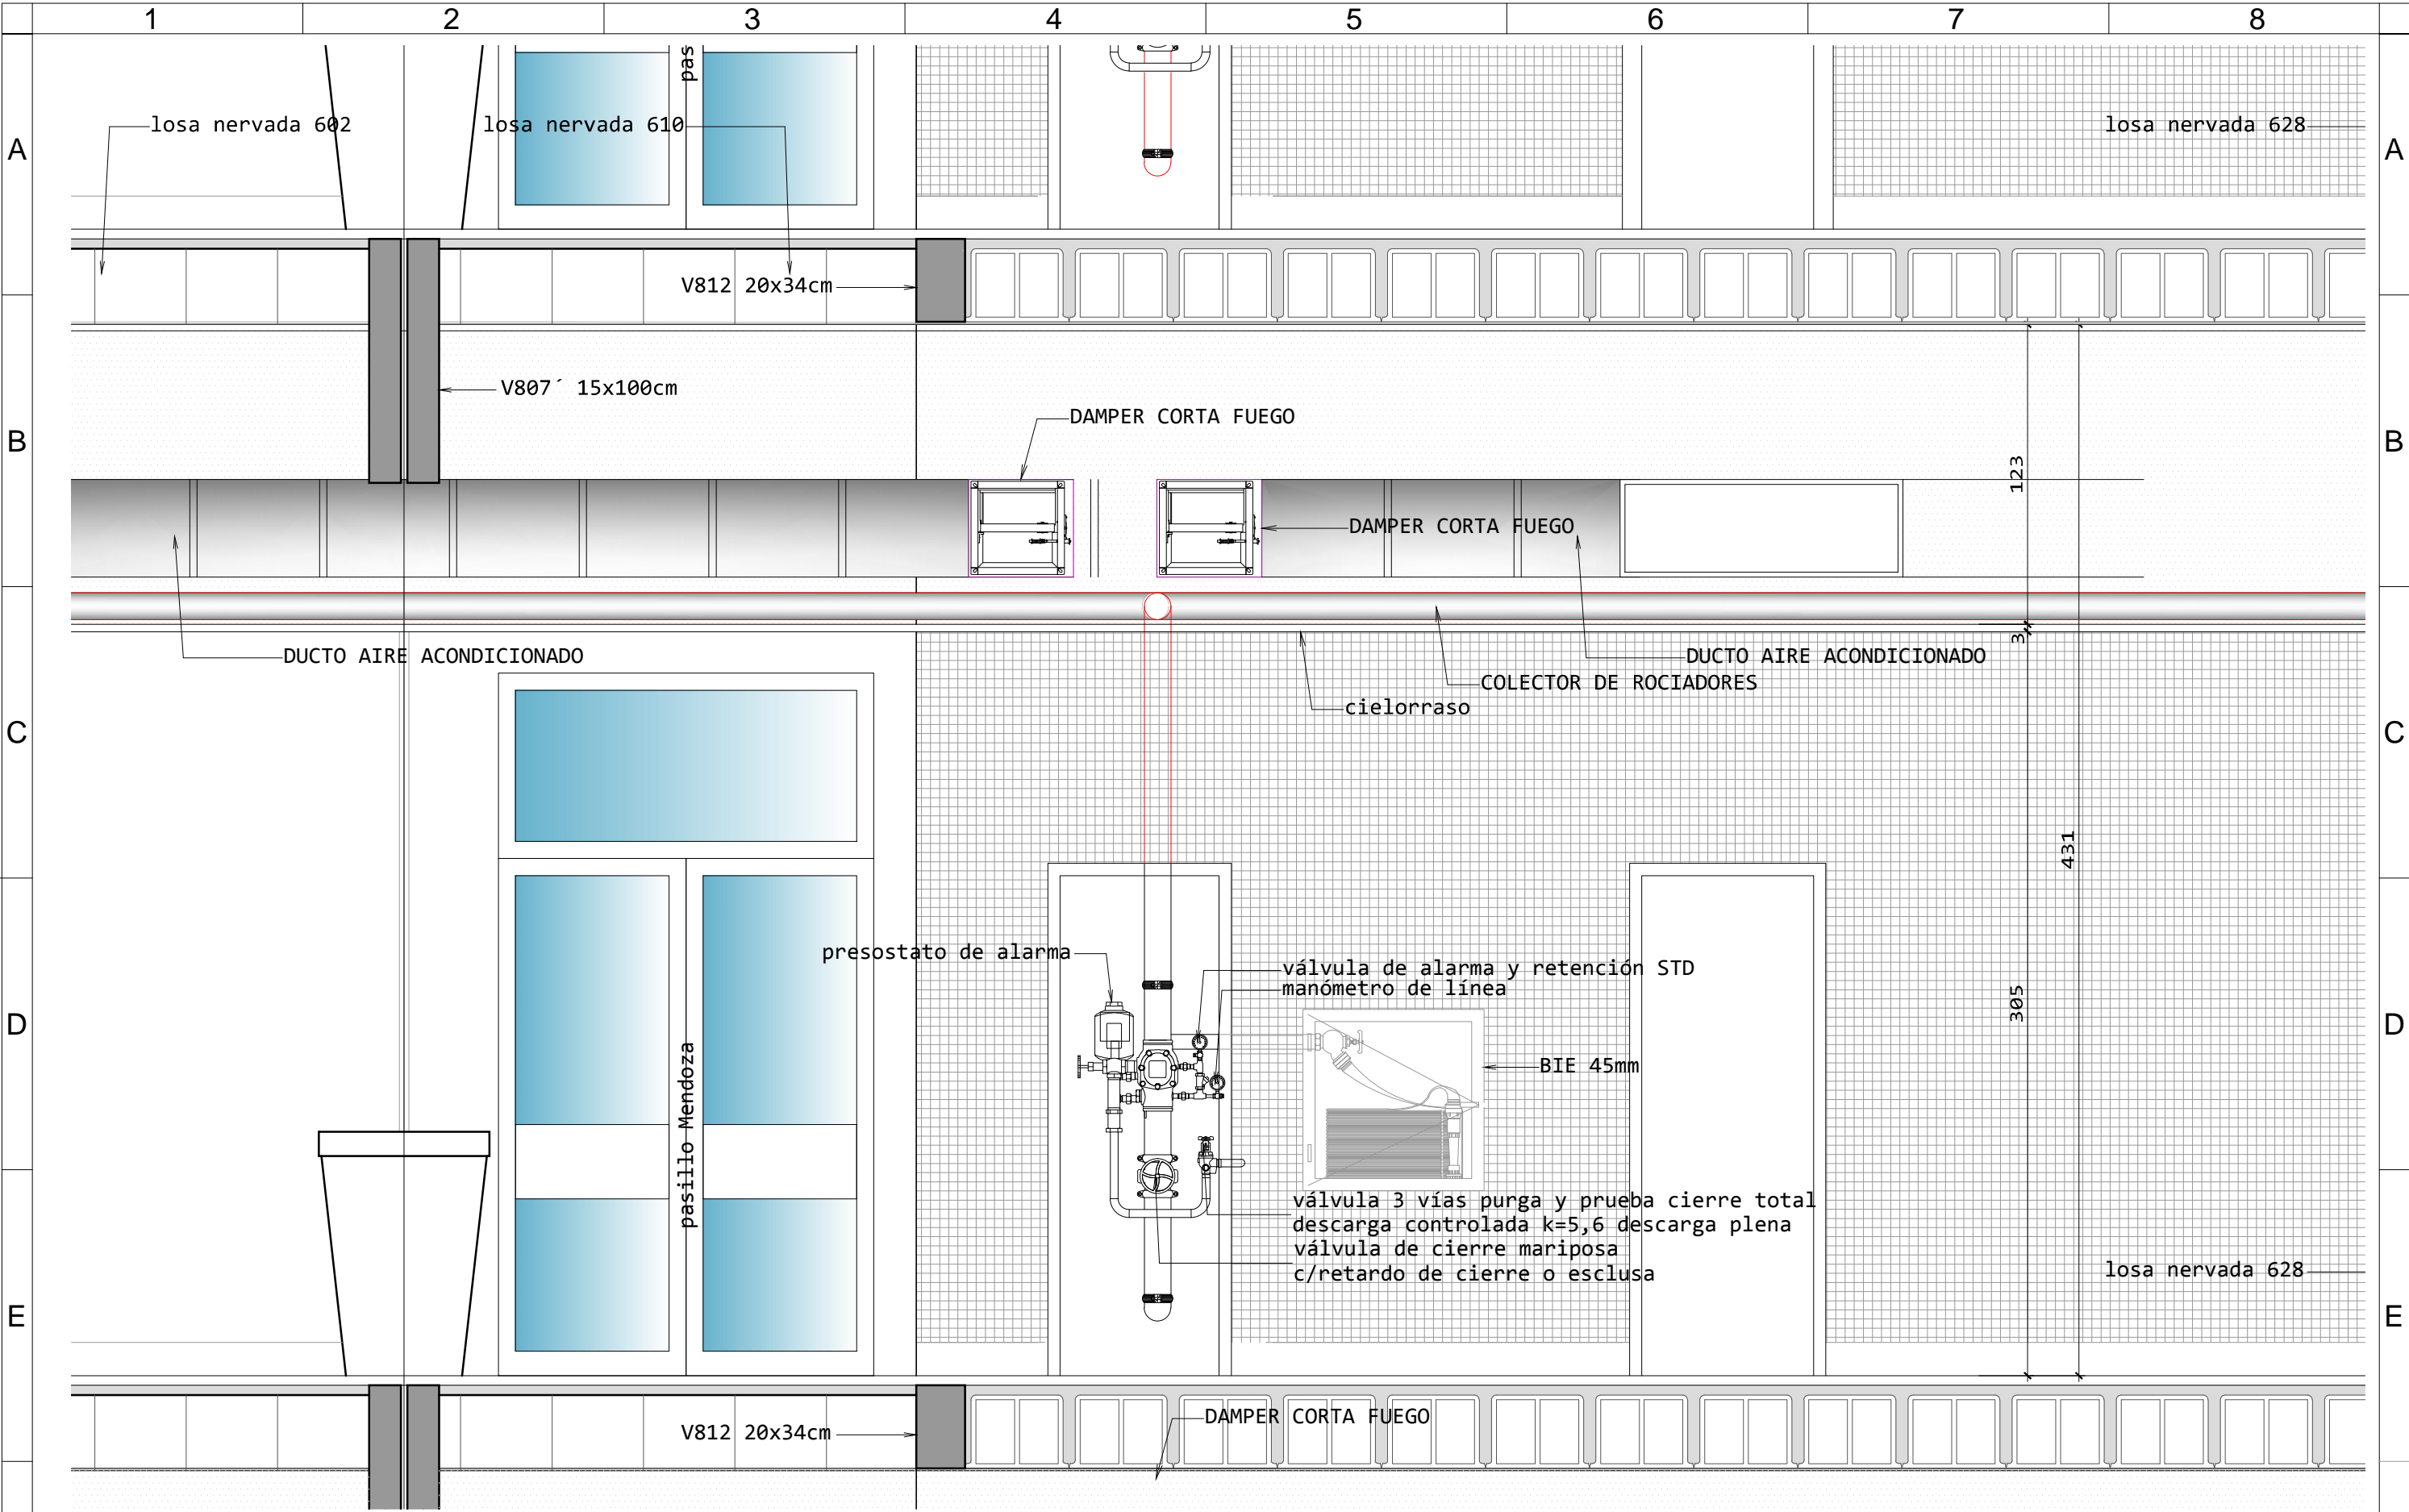 1 2 3 4 5 6 7 8
pas
losa nervada 602
losa nervada 610
losa nervada 628
A A
V812 20x34cm
V807´ 15x100cm
DAMPER CORTA FUEGO
B B
123
DAMPER CORTA FUEGO
3
DUCTO AIRE ACONDICIONADO
DUCTO AIRE ACONDICIONADO
COLECTOR DE ROCIADORES
cielorraso
C C
431
presostato de alarma
válvula de alarma y retención STD
manómetro de línea
305
D D
BIE 45mm
pasillo Mendoza
válvula 3 vías purga y prueba cierre total
descarga controlada k=5,6 descarga plena
válvula de cierre mariposa
c/retardo de cierre o esclusa
losa nervada 628
E E
DAMPER CORTA FUEGO
V812 20x34cm